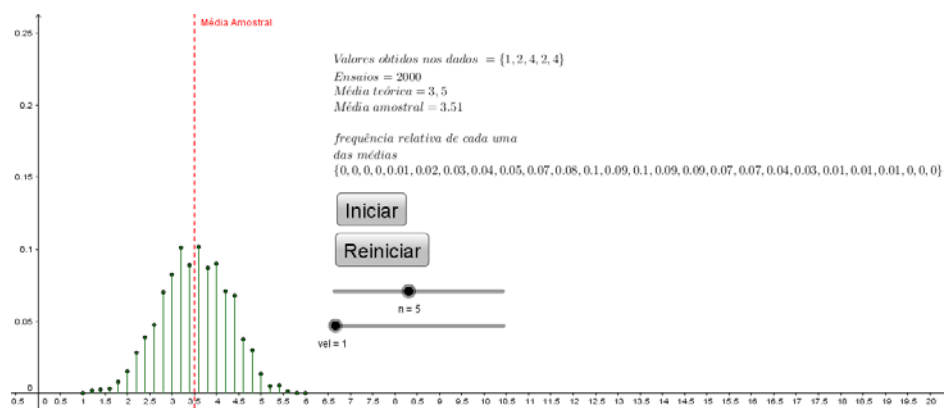 Média Amostral
Valores obtidos nos dados = {1, 2, 4, 2, 4}
Ensaios = 2000
Média teórica = 3, 5
Média amostral = 3.51
frequência relativa de cada uma
das médias
{0, 0, 0, 0, 0.01, 0.02, 0.03, 0.04, 0.05, 0.07, 0.08, 0.1, 0.09, 0.1, 0.09, 0.09, 0.07, 0.07, 0.04, 0.03, 0.01, 0.01, 0.01, 0, 0, 0}
Iniciar
Reiniciar
n = 5
vel = 1
0.25
0.2
0.15
0.1
0.05
0
0.5 0 0.5 1 1.5 2 2.5 3 3.5 4 4.5 5 5.5 6 6.5 7 7.5 8 8.5 9 9.5 10 10.5 11 11.5 12 12.5 13 13.5 14 14.5 15 15.5 16 16.5 17 17.5 18 18.5 19 19.5 20